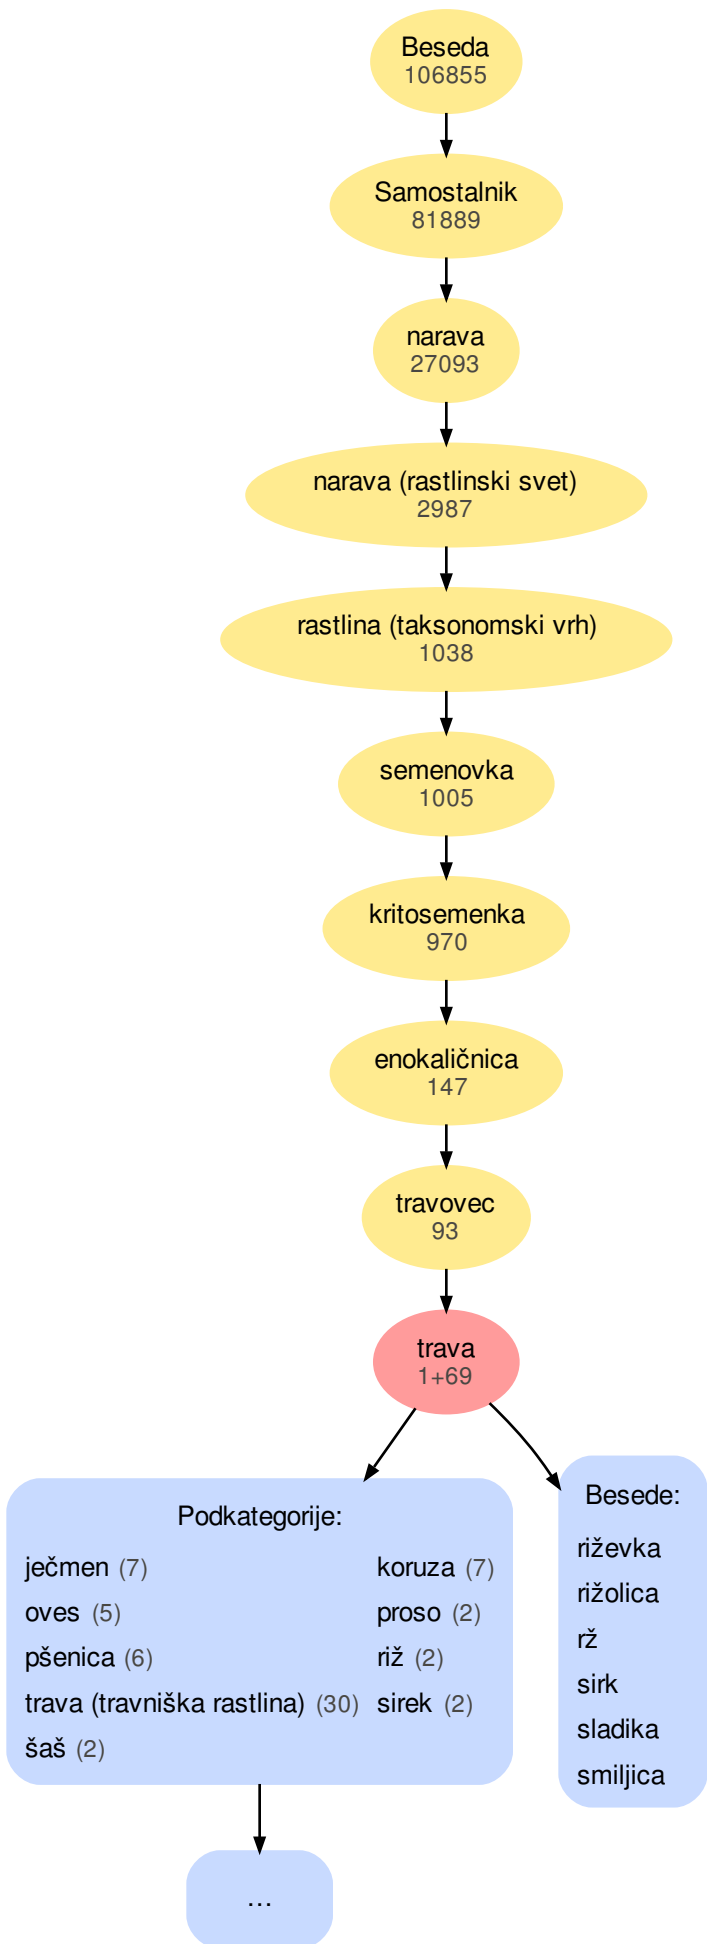 Beseda
106855
Samostalnik
81889
narava
27093
narava (rastlinski svet)
2987
rastlina (taksonomski vrh)
1038
semenovka
1005
kritosemenka
970
enokaličnica
147
travovec
93
trava
1+69
Podkategorije:
ječmen (7) koruza (7)
oves (5) proso (2)
pšenica (6) riž (2)
trava (travniška rastlina) (30) sirek (2)
šaš (2)
Besede:
riževka
rižolica
rž
sirk
sladika
smiljica
...